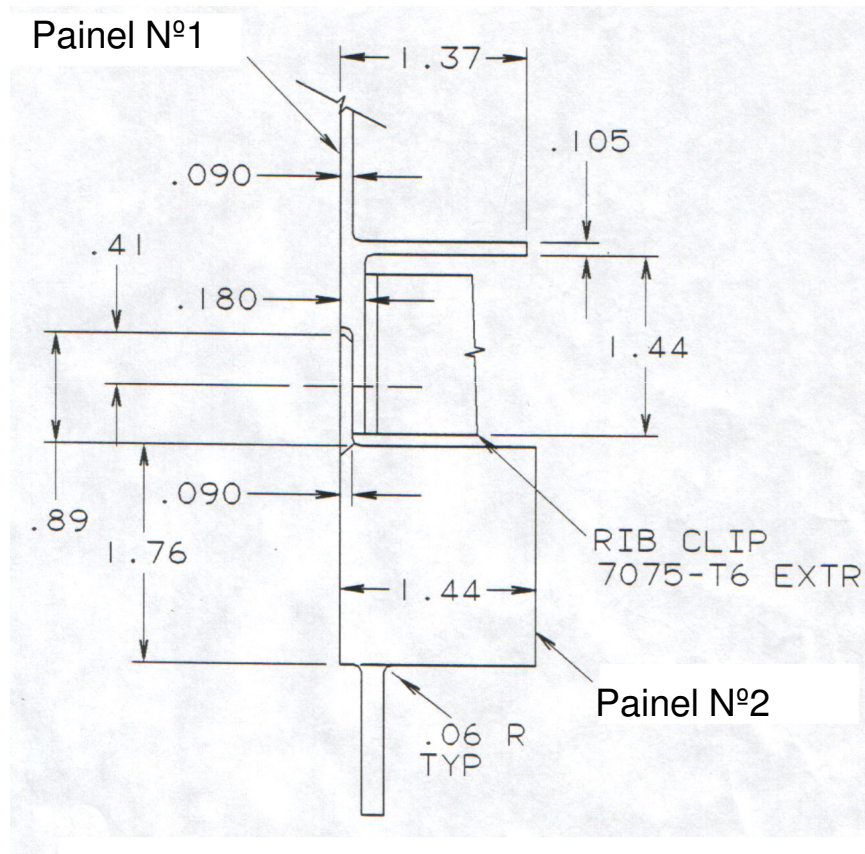 Painel Nº1
1.37
.105
.090
.41
.180
1.44
.090
.89
1.76
RIB CLIP
7075-T6 EXTR
1.44
Painel Nº2
.06 R
TYP